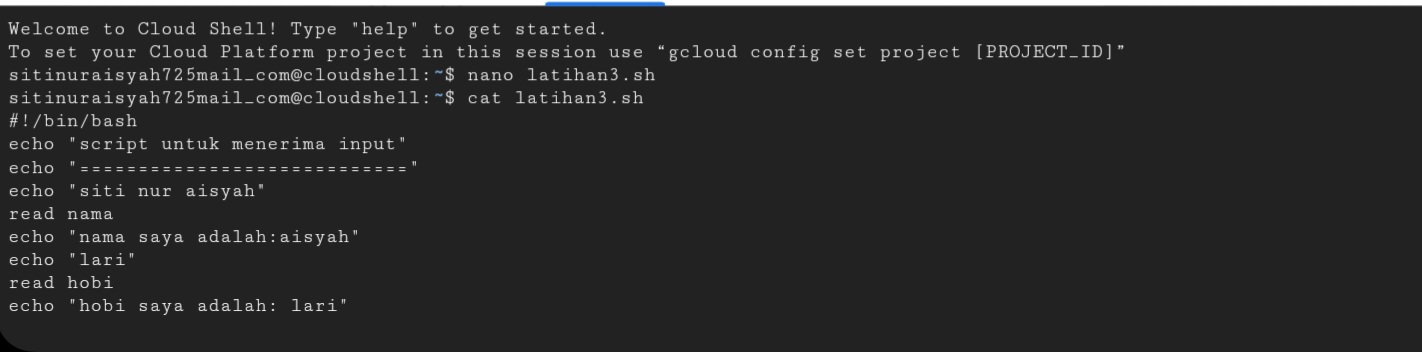 Welcome to Cloud Shell! Type "help" to get started.
To set your Cloud Platform project in this session use “gcloud config set project [PROJECT_ID]”
sitinuraisyah725mail_com@cloudshell:~$ nano latihan3.sh
sitinuraisyah725mail_com@cloudshell:~$ cat latihan3.sh
#!/bin/bash
echo "script untuk menerima input"
echo "============================"
echo "siti nur aisyah"
read nama
echo "nama saya adalah:aisyah"
echo "lari"
read hobi
echo "hobi saya adalah: lari"